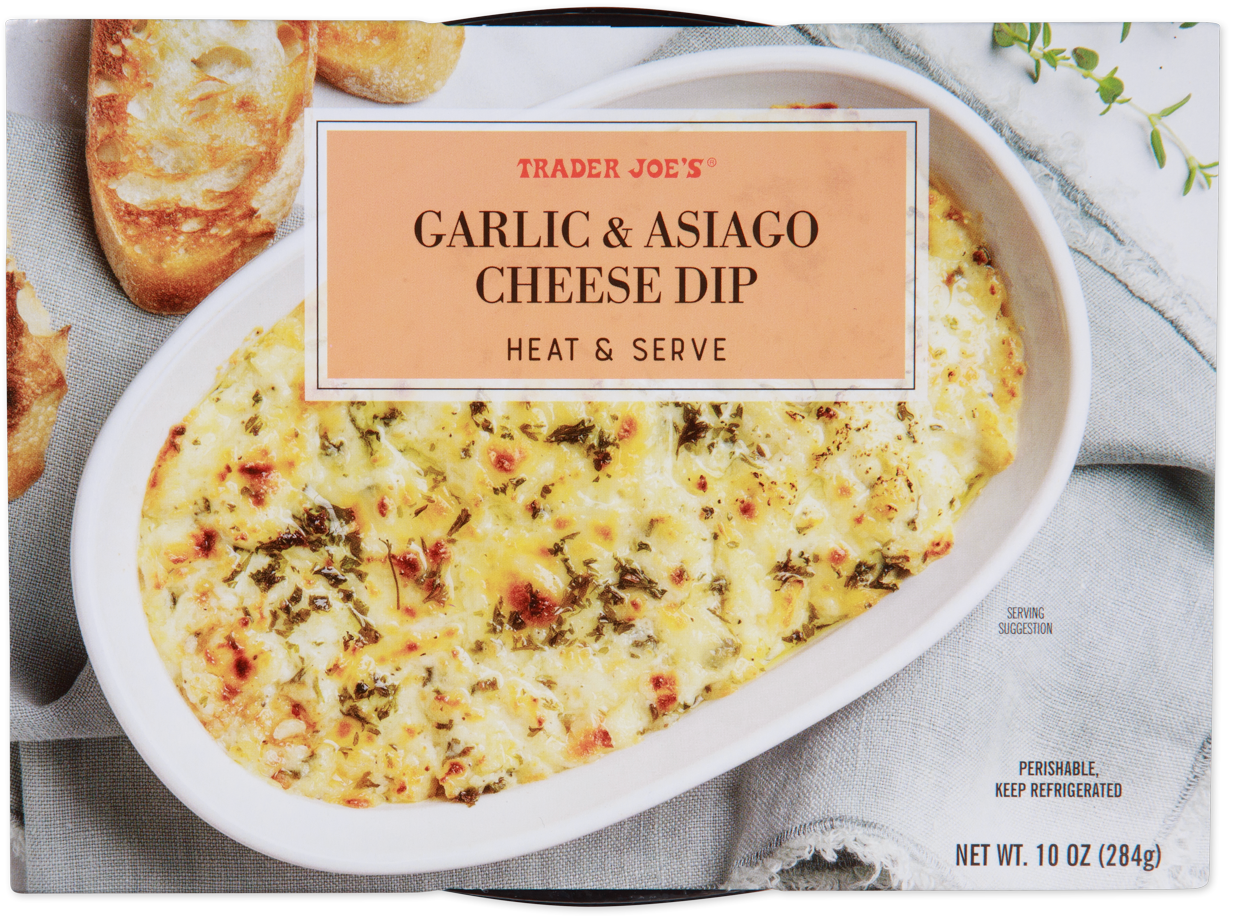 TRADER JOE'S®
GARLIC & ASIAGO
CHEESE DIP
HEAT & SERVE
SERVING
SUGGESTION
PERISHABLE,
KEEP REFRIGERATED
NET WT. 10 OZ (284g)